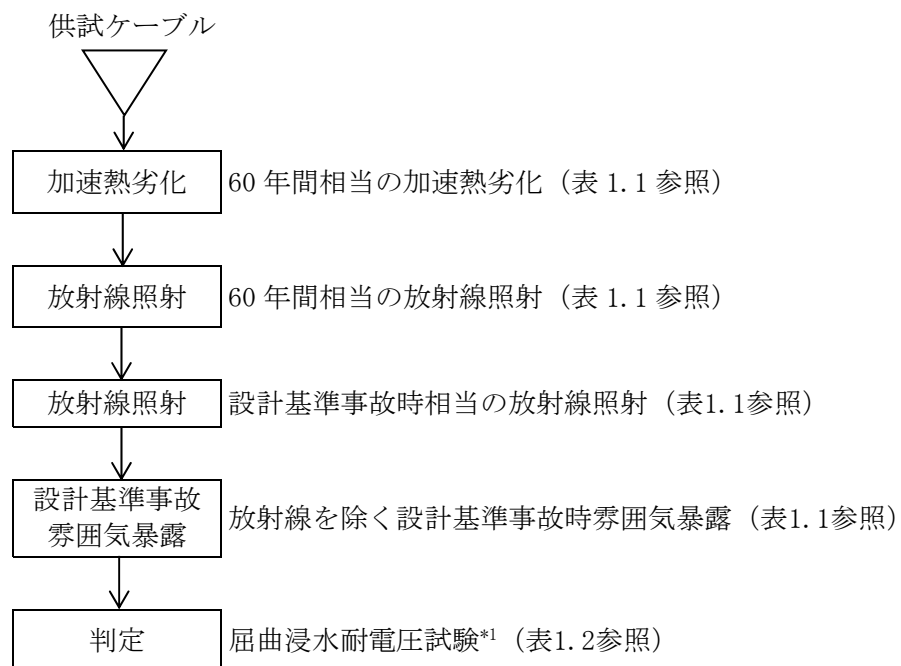 供試ケーブル
加速熱劣化 60 年間相当の加速熱劣化（表 1.1 参照）
放射線照射 60 年間相当の放射線照射（表 1.1 参照）
放射線照射 設計基準事故時相当の放射線照射（表1.1参照）
設計基準事故
雰囲気暴露
放射線を除く設計基準事故時雰囲気暴露（表1.1参照）
判定 屈曲浸水耐電圧試験*1（表1.2参照）